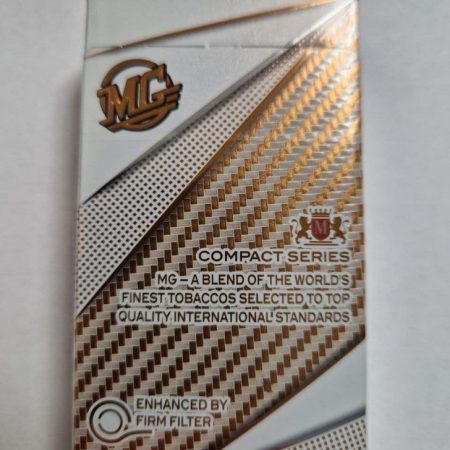 MG
M
COMPACT SERIES
MG – A BLEND OF THE WORLD'S
FINEST TOBACCOS SELECTED TO TOP
QUALITY INTERNATIONAL STANDARDS
ENHANCED BY
FIRM FILTER